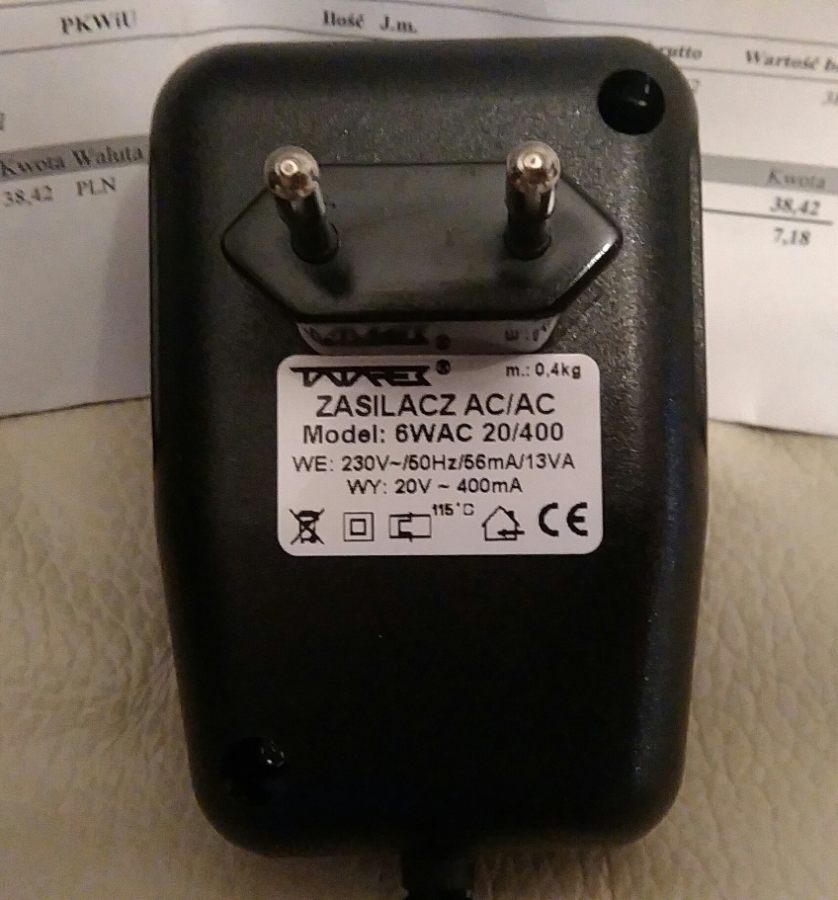 PKWiU Ilość J.m. brutto Wartość
Kwota Waluta Kwota
38,42 PLN 38,42
7,18
TATAREK® m.: 0,4kg
ZASILACZ AC/AC
Model: 6WAC 20/400
WE: 230V~/50Hz/56mA/13VA
WY: 20V ~ 400mA
115°C
CE